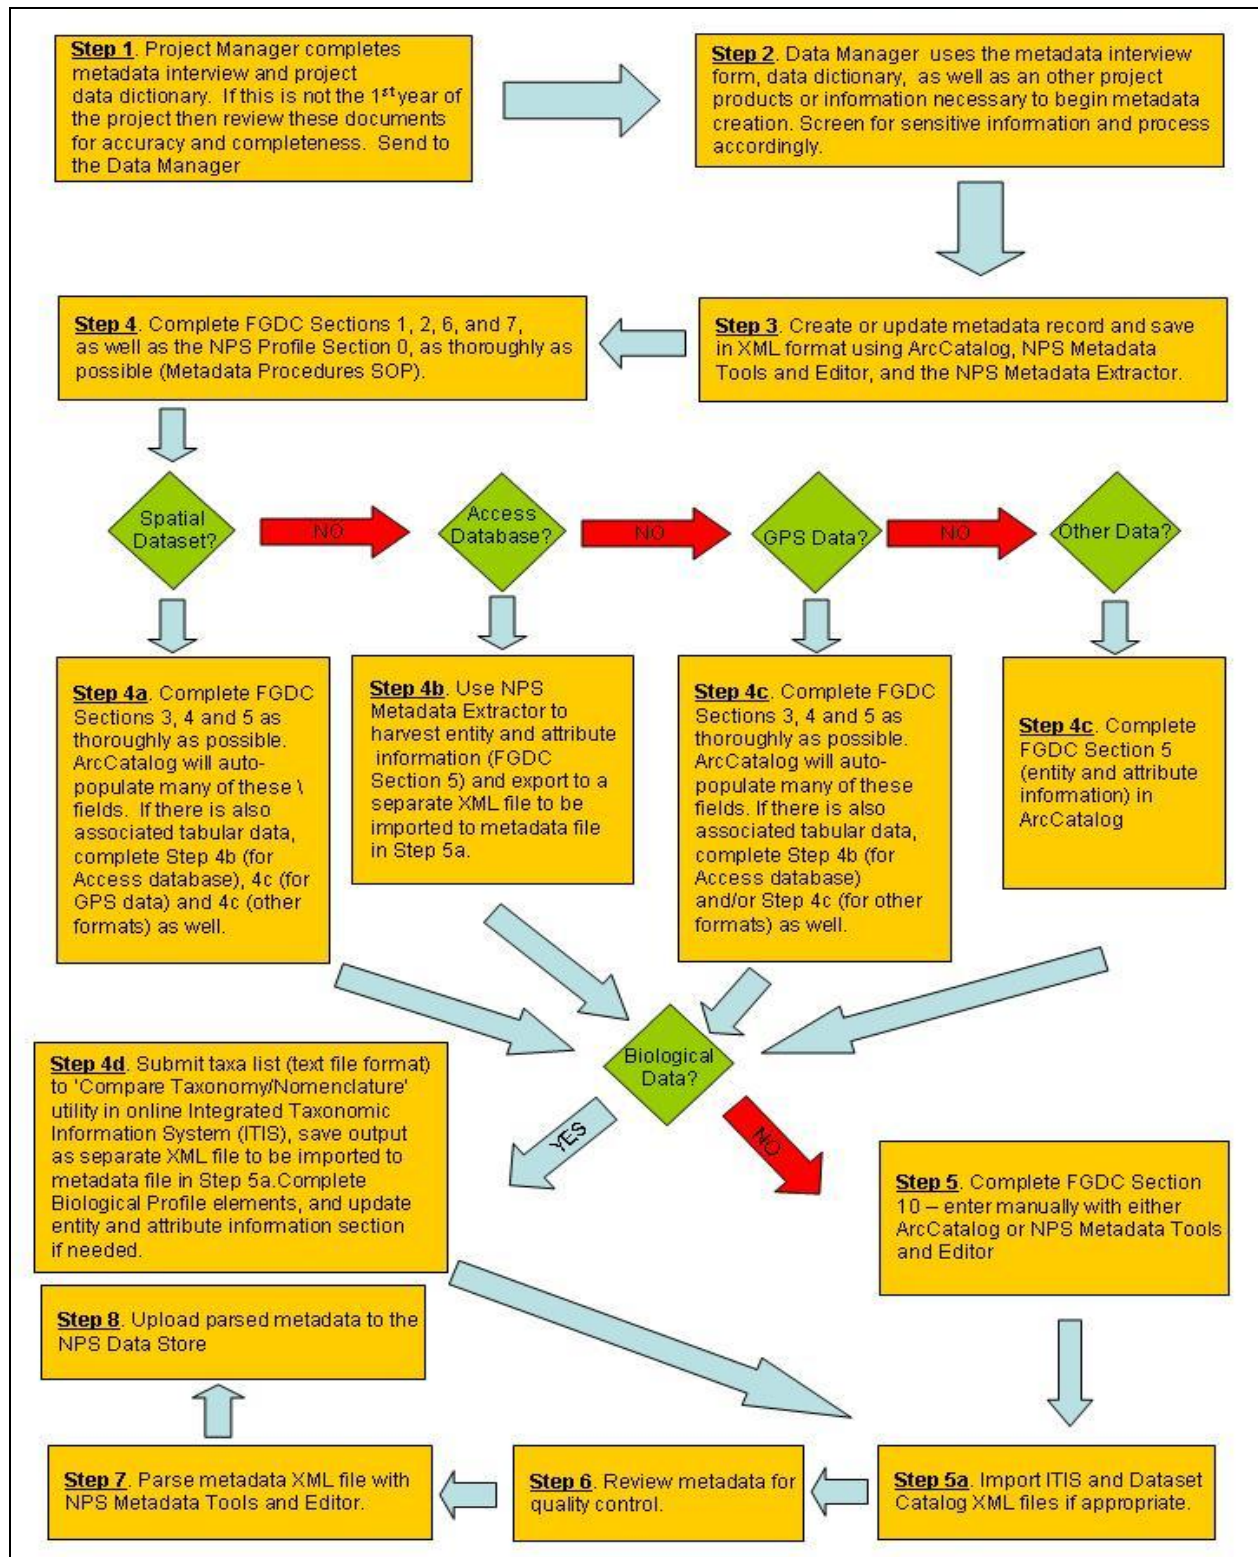 Step 1. Project Manager completes
metadata interview and project
data dictionary. If this is not the 1st year of
the project then review these documents
for accuracy and completeness. Send to
the Data Manager
Step 2. Data Manager uses the metadata interview
form, data dictionary, as well as an other project
products or information necessary to begin metadata
creation. Screen for sensitive information and process
accordingly.
Step 3. Create or update metadata record and save
in XML format using ArcCatalog, NPS Metadata
Tools and Editor, and the NPS Metadata Extractor.
Step 4. Complete FGDC Sections 1, 2, 6, and 7,
as well as the NPS Profile Section 0, as thoroughly as
possible (Metadata Procedures SOP).
Spatial
Dataset?
NO
Access
Database?
NO
GPS Data?
NO
Other Data?
Step 4a. Complete FGDC
Sections 3, 4 and 5 as
thoroughly as possible.
ArcCatalog will auto-
populate many of these \
fields. If there is also
associated tabular data,
complete Step 4b (for
Access database), 4c (for
GPS data) and 4c (other
formats) as well.
Step 4b. Use NPS
Metadata Extractor to
harvest entity and attribute
information (FGDC
Section 5) and export to a
separate XML file to be
imported to metadata file
in Step 5a.
Step 4c. Complete FGDC
Sections 3, 4 and 5 as
thoroughly as possible.
ArcCatalog will auto-
populate many of these
fields. If there is also
associated tabular data,
complete Step 4b (for
Access database)
and/or Step 4c (for other
formats) as well.
Step 4c. Complete
FGDC Section 5
(entity and attribute
information) in
ArcCatalog
Biological
Data?
YES
NO
Step 4d. Submit taxa list (text file format)
to 'Compare Taxonomy/Nomenclature'
utility in online Integrated Taxonomic
Information System (ITIS), save output
as separate XML file to be imported to
metadata file in Step 5a.Complete
Biological Profile elements, and update
entity and attribute information section
if needed.
Step 5. Complete FGDC Section
10 – enter manually with either
ArcCatalog or NPS Metadata Tools
and Editor
Step 5a. Import ITIS and Dataset
Catalog XML files if appropriate.
Step 6. Review metadata for
quality control.
Step 7. Parse metadata XML file with
NPS Metadata Tools and Editor.
Step 8. Upload parsed metadata to the
NPS Data Store